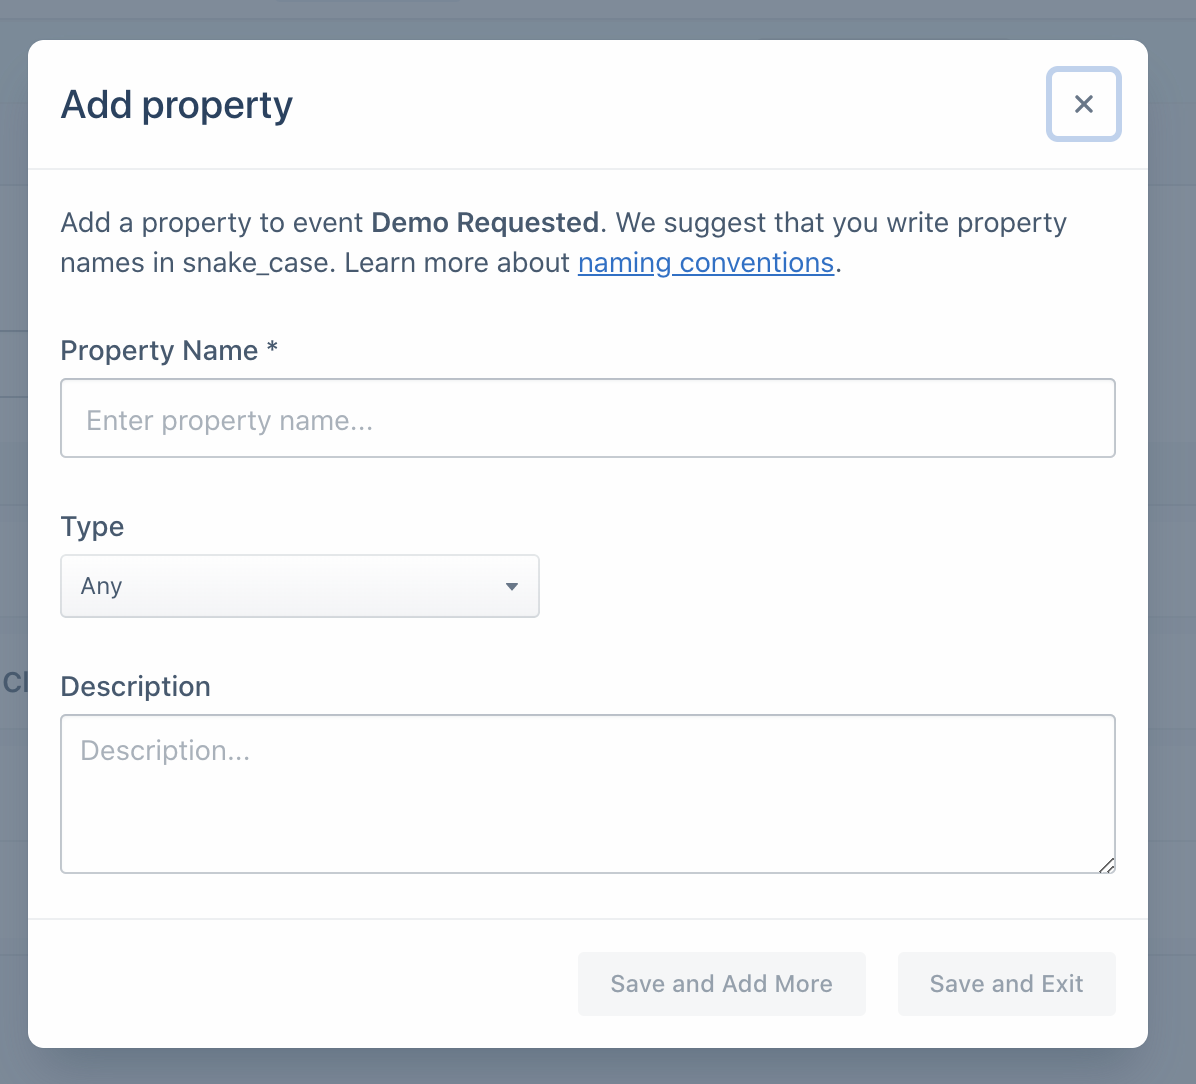 Add property
Add a property to event Demo Requested. We suggest that you write property
names in snake_case. Learn more about naming conventions.
Property Name *
Enter property name...
Type
Any
Description
Description...
Save and Add More
Save and Exit